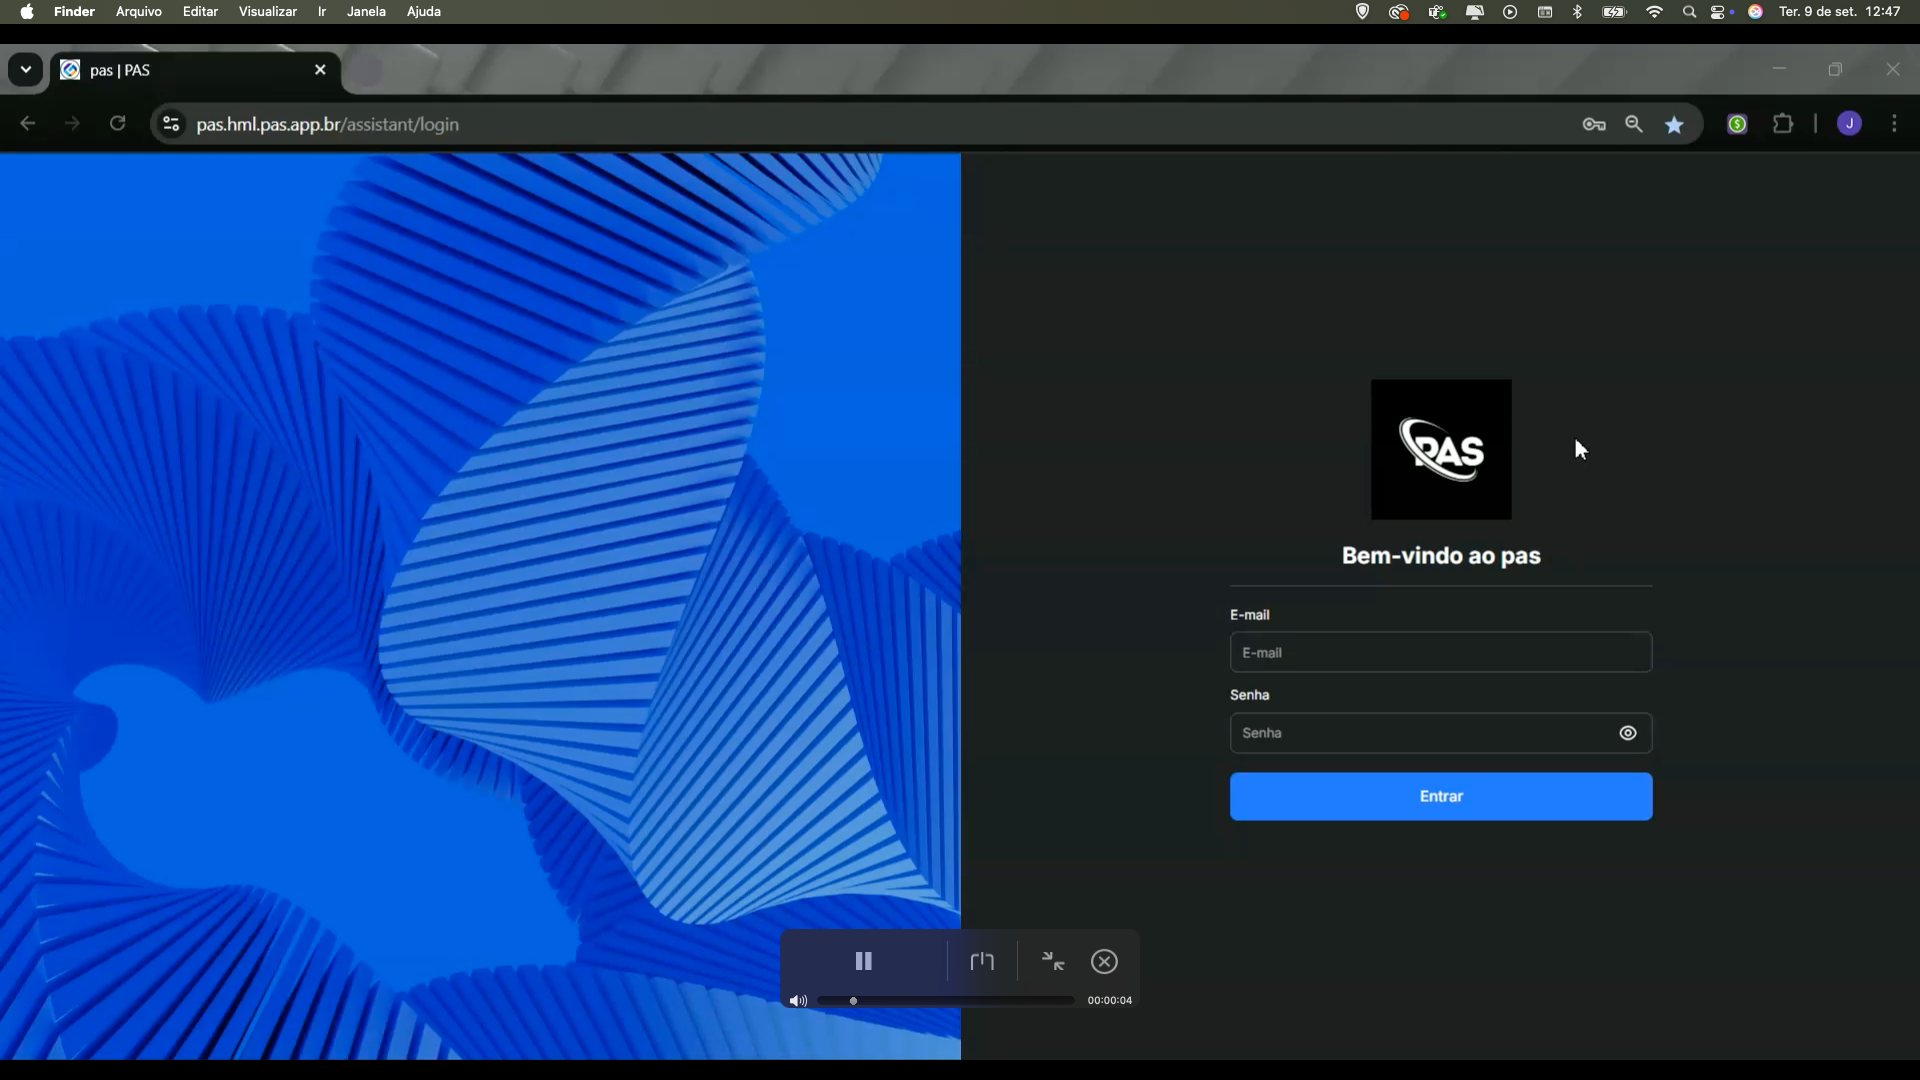 Finder Arquivo Editar Visualizar Ir Janela Ajuda Ter. 9 de set. 12:47
pas | PAS
pas.hml.pas.app.br/assistant/login
J
PAS
Bem-vindo ao pas
E-mail
E-mail
Senha
Senha
Entrar
00:00:04